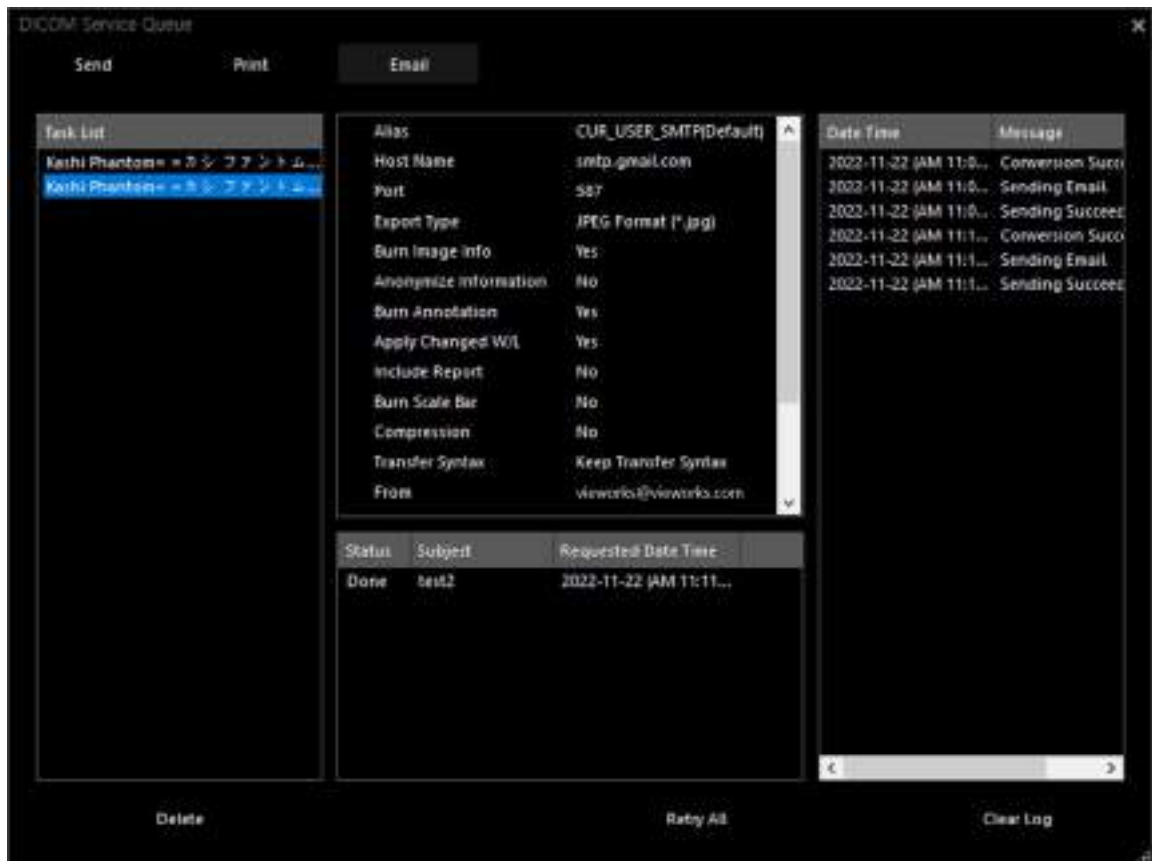 DICOM Service Queue
Send Print Email
Task List
Kashi Phantom= =カシ ファントム...
Kashi Phantom= =カシ ファントム...
Alias CUR_USER_SMTP(Default)
Host Name smtp.gmail.com
Port 587
Export Type JPEG Format (*.jpg)
Burn Image Info Yes
Anonymize Information No
Burn Annotation Yes
Apply Changed W/L Yes
Include Report No
Burn Scale Bar No
Compression No
Transfer Syntax Keep Transfer Syntax
From vieworks@vieworks.com
Status Subject Requested Date Time
Done test2 2022-11-22 (AM 11:11...
Date Time Message
2022-11-22 (AM 11:0... Conversion Succ
2022-11-22 (AM 11:0... Sending Email
2022-11-22 (AM 11:0... Sending Succeed
2022-11-22 (AM 11:1... Conversion Succ
2022-11-22 (AM 11:1... Sending Email
2022-11-22 (AM 11:1... Sending Succeed
Delete Retry All Clear Log